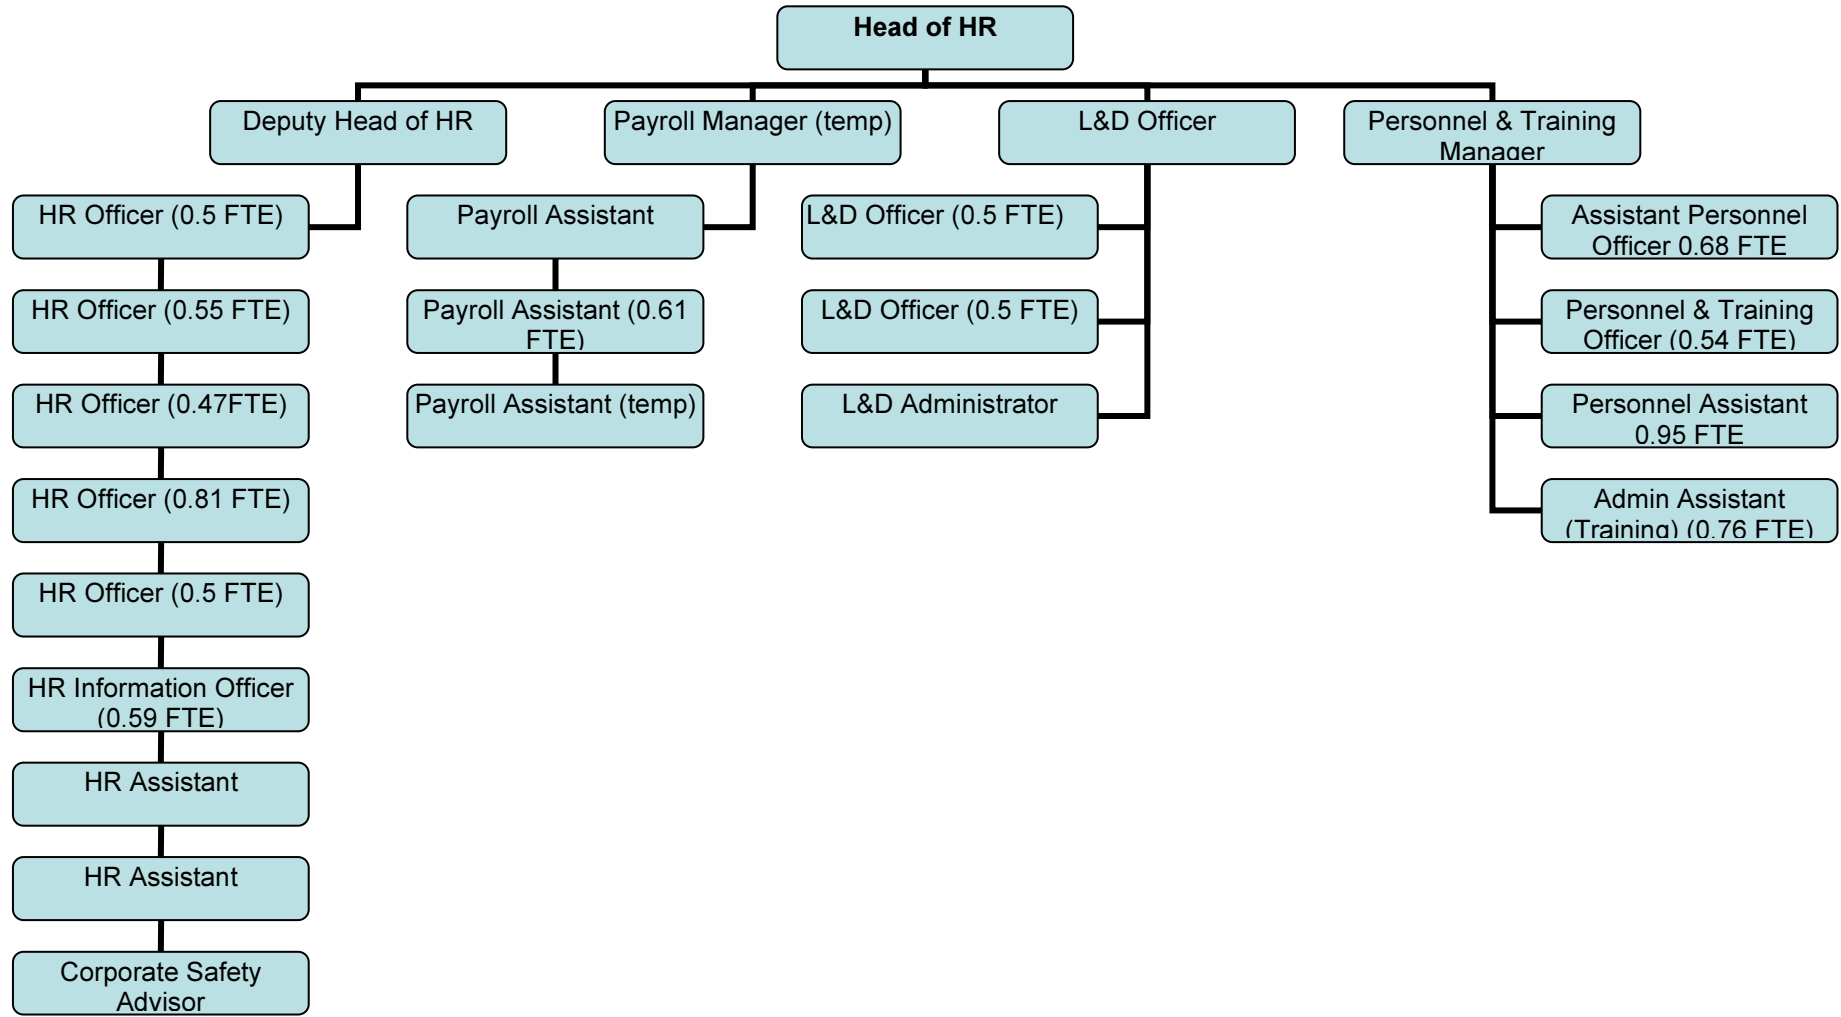 Head of HR
Deputy Head of HR
Payroll Manager (temp)
L&D Officer
Personnel & Training
Manager
HR Officer (0.5 FTE)
Payroll Assistant
L&D Officer (0.5 FTE)
Assistant Personnel
Officer 0.68 FTE
HR Officer (0.55 FTE)
Payroll Assistant (0.61
FTE)
L&D Officer (0.5 FTE)
Personnel & Training
Officer (0.54 FTE)
HR Officer (0.47FTE)
Payroll Assistant (temp)
L&D Administrator
Personnel Assistant
0.95 FTE
HR Officer (0.81 FTE)
Admin Assistant
(Training) (0.76 FTE)
HR Officer (0.5 FTE)
HR Information Officer
(0.59 FTE)
HR Assistant
HR Assistant
Corporate Safety
Advisor